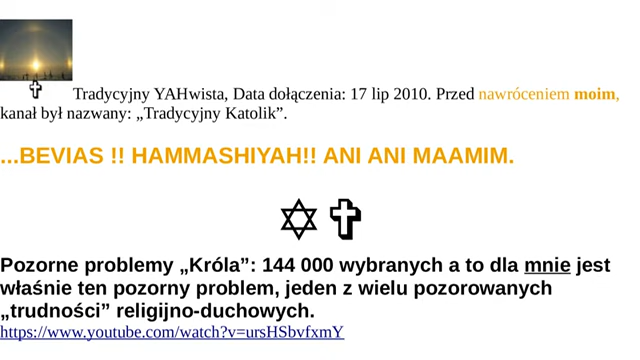 Tradycyjny YAHwista, Data dołączenia: 17 lip 2010. Przed nawróceniem moim,
kanał był nazwany: „Tradycyjny Katolik”.
...BEVIAS !! HAMMASHIYAH!! ANI ANI MAAMIM.
✡✞
Pozorne problemy „Króla”: 144 000 wybranych a to dla mnie jest
właśnie ten pozorny problem, jeden z wielu pozorowanych
„trudności” religijno-duchowych.
https://www.youtube.com/watch?v=ursHSbvfxmY